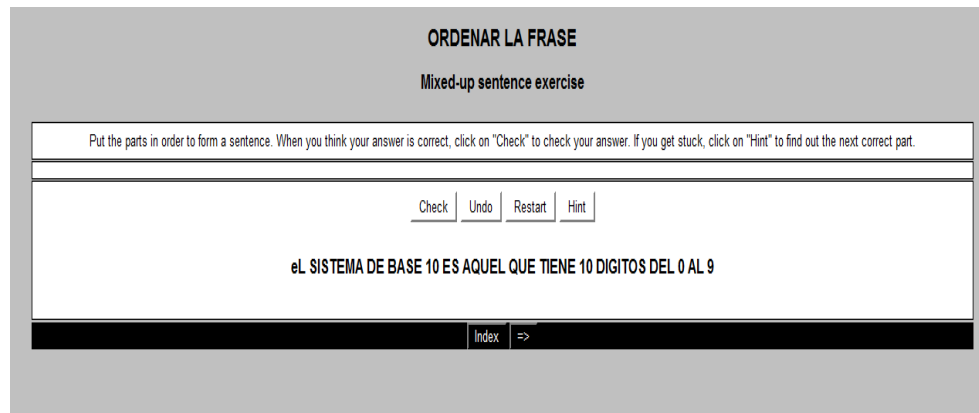 ORDENAR LA FRASE
Mixed-up sentence exercise
Put the parts in order to form a sentence. When you think your answer is correct, click on "Check" to check your answer. If you get stuck, click on "Hint" to find out the next correct part.
Check Undo Restart Hint
eL SISTEMA DE BASE 10 ES AQUEL QUE TIENE 10 DIGITOS DEL 0 AL 9
Index =>